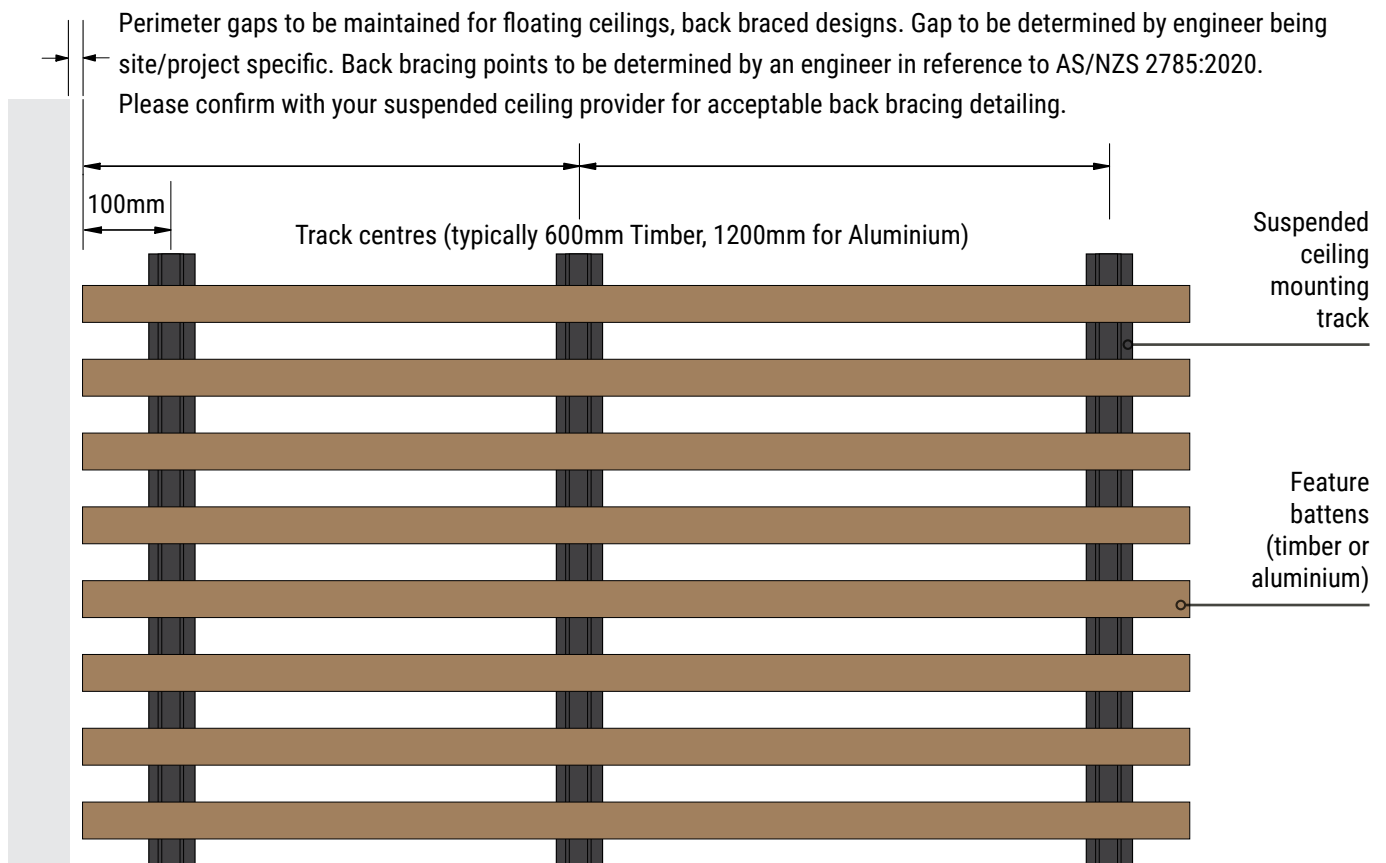 Perimeter gaps to be maintained for floating ceilings, back braced designs. Gap to be determined by engineer being
site/project specific. Back bracing points to be determined by an engineer in reference to AS/NZS 2785:2020.
Please confirm with your suspended ceiling provider for acceptable back bracing detailing.
100mm
Track centres (typically 600mm Timber, 1200mm for Aluminium)
Suspended
ceiling
mounting
track
Feature
battens
(timber or
aluminium)